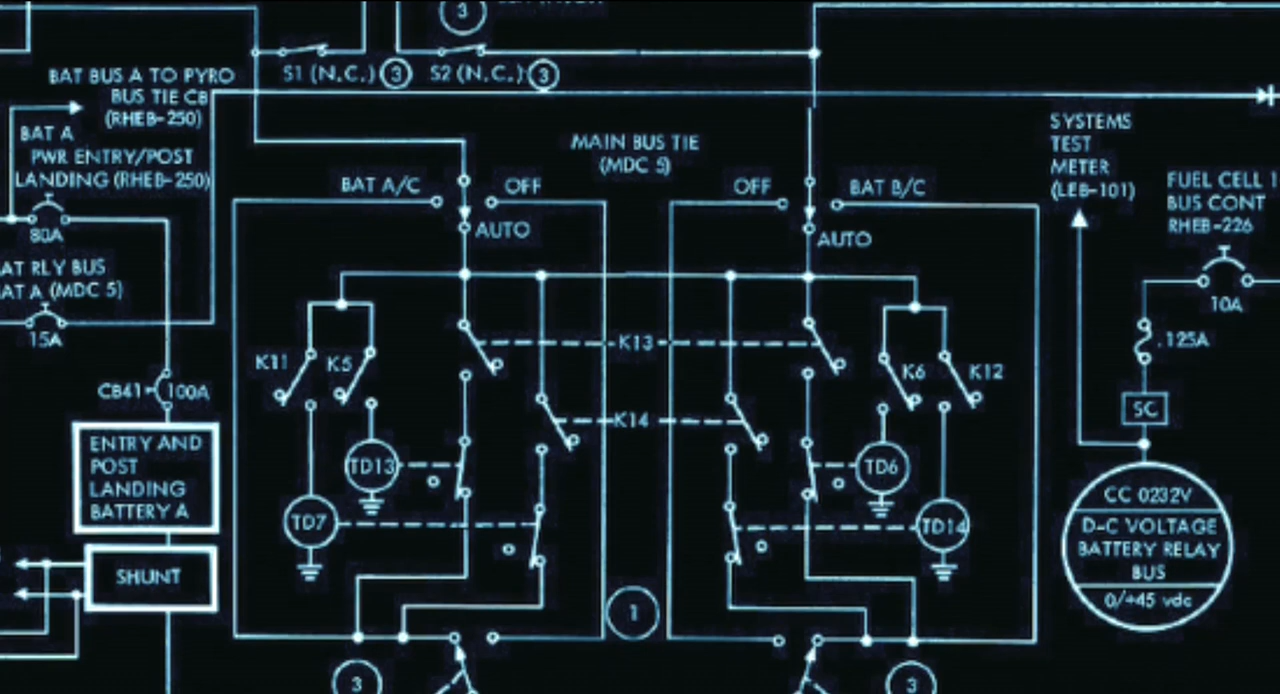 3
S1 (N.C.) 3 S2 (N.C.) 3
BAT BUS A TO PYRO
BUS TIE CB
(RHEB-250)
BAT A
PWR ENTRY/POST
LANDING (RHEB-250)
80A
AT RLY BUS
AT A (MDC 5)
15A
CB41 100A
ENTRY AND
POST
LANDING
BATTERY A
SHUNT
MAIN BUS TIE
(MDC 5)
BAT A/C OFF
AUTO
OFF BAT B/C
AUTO
K11 K5
K13
K14
K6 K12
TD13
TD7
TD6
TD14
1
3
3
SYSTEMS
TEST
METER
(LEB-101)
FUEL CELL 1
BUS CONT
RHEB-226
10A
.125A
SC
CC 0232V
D-C VOLTAGE
BATTERY RELAY
BUS
0/+45 vdc